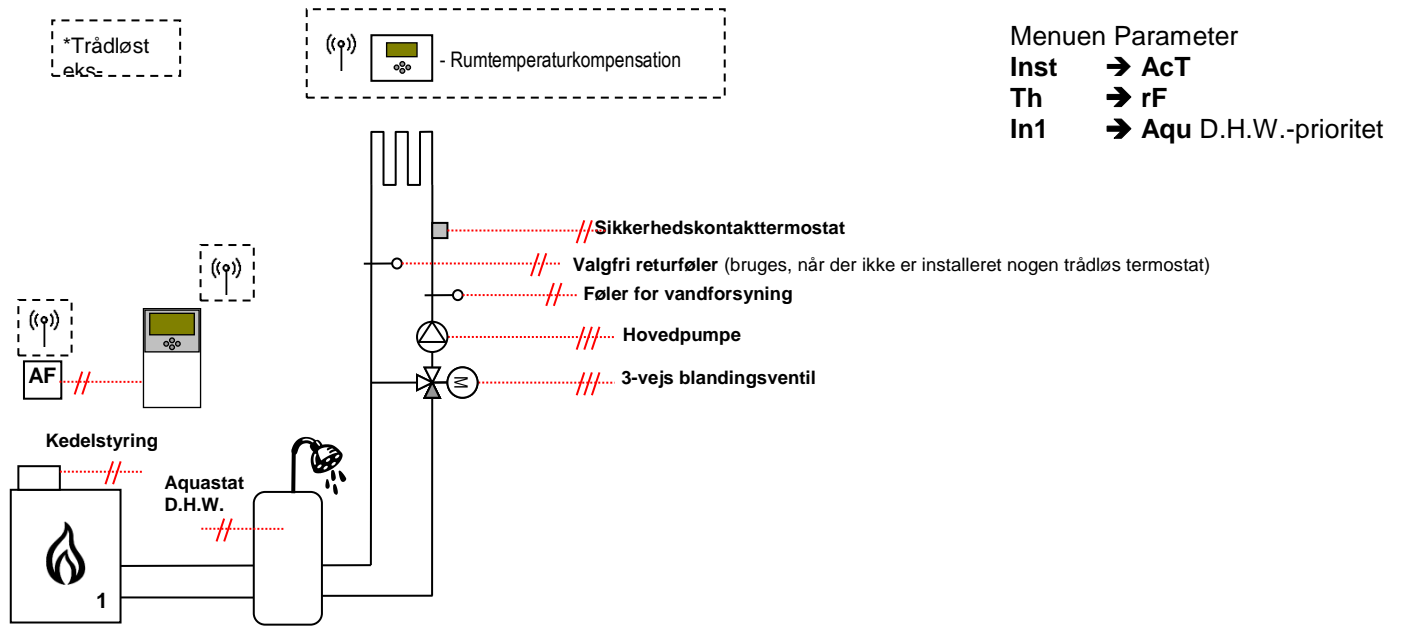 *Trådløst
eks-
- Rumtemperaturkompensation
Menuen Parameter
Inst ➔ AcT
Th ➔ rF
In1 ➔ Aqu D.H.W.-prioritet
Sikkerhedskontakttermostat
Valgfri returføler (bruges, når der ikke er installeret nogen trådløs termostat)
Føler for vandforsyning
Hovedpumpe
3-vejs blandingsventil
M
AF
Kedelstyring
Aquastat
D.H.W.
1